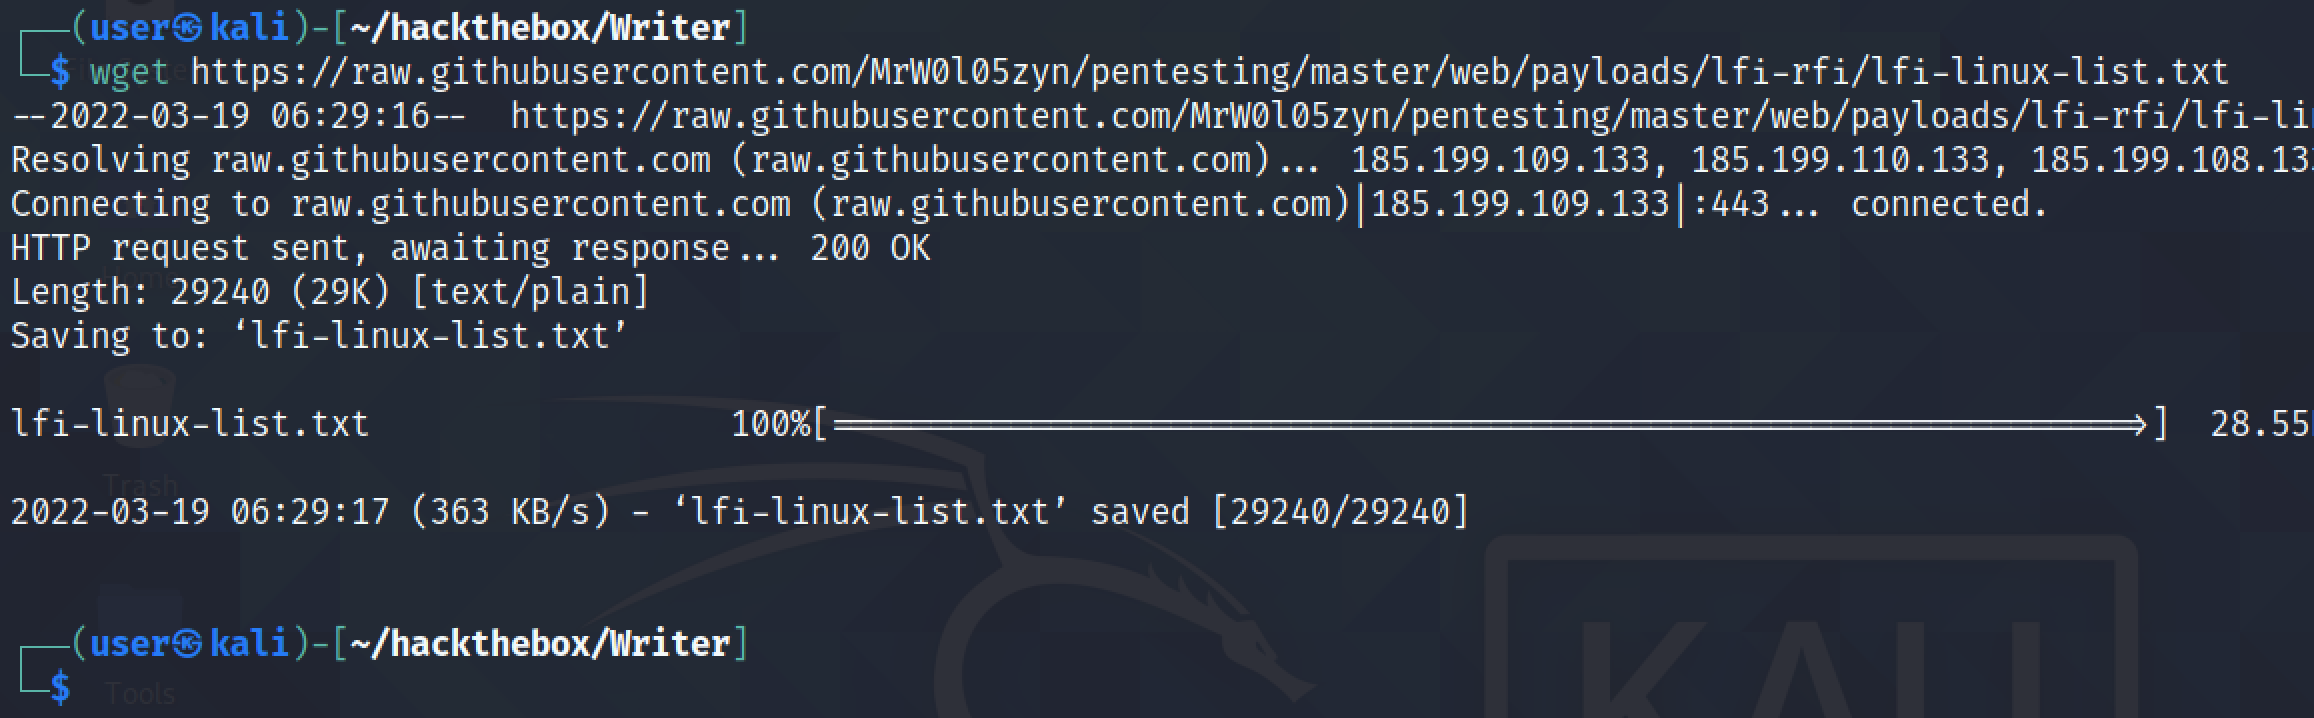 (user㉿kali)-[~/hackthebox/Writer]
$ wget https://raw.githubusercontent.com/MrW0l05zyn/pentesting/master/web/payloads/lfi-rfi/lfi-linux-list.txt
--2022-03-19 06:29:16--  https://raw.githubusercontent.com/MrW0l05zyn/pentesting/master/web/payloads/lfi-rfi/lfi-li
Resolving raw.githubusercontent.com (raw.githubusercontent.com)... 185.199.109.133, 185.199.110.133, 185.199.108.13
Connecting to raw.githubusercontent.com (raw.githubusercontent.com)|185.199.109.133|:443... connected.
HTTP request sent, awaiting response... 200 OK
Home
Length: 29240 (29K) [text/plain]
Saving to: ‘lfi-linux-list.txt’
lfi-linux-list.txt 100%[===================>] 28.55
Trash
2022-03-19 06:29:17 (363 KB/s) - ‘lfi-linux-list.txt’ saved [29240/29240]
(user㉿kali)-[~/hackthebox/Writer]
$
Tools
KALI